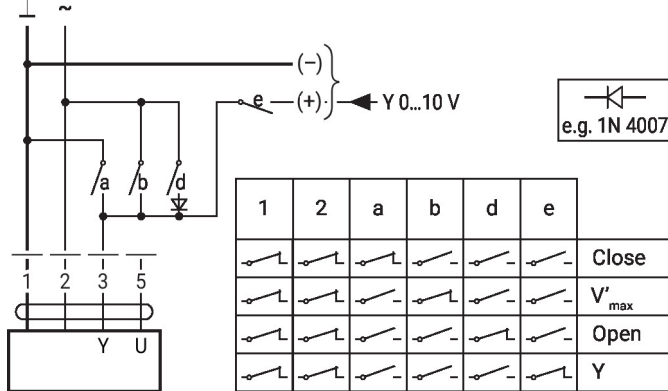 ⊥ ~
(−)
e (+) Y 0...10 V
e.g. 1N 4007
a b d
1 2 a b d e
Close
V'max
Open
Y
1 2 3 5
Y U